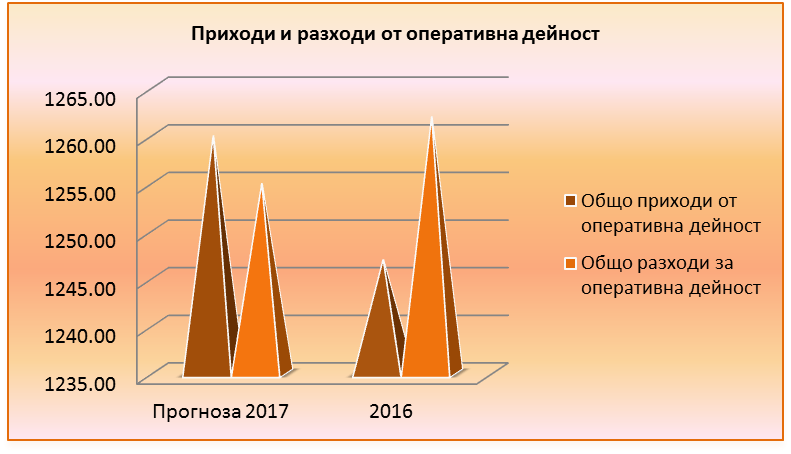 Приходи и разходи от оперативна дейност
1265.00
1260.00
1255.00
1250.00
1245.00
1240.00
1235.00
Прогноза 2017
2016
Общо приходи от
оперативна дейност
Общо разходи за
оперативна дейност